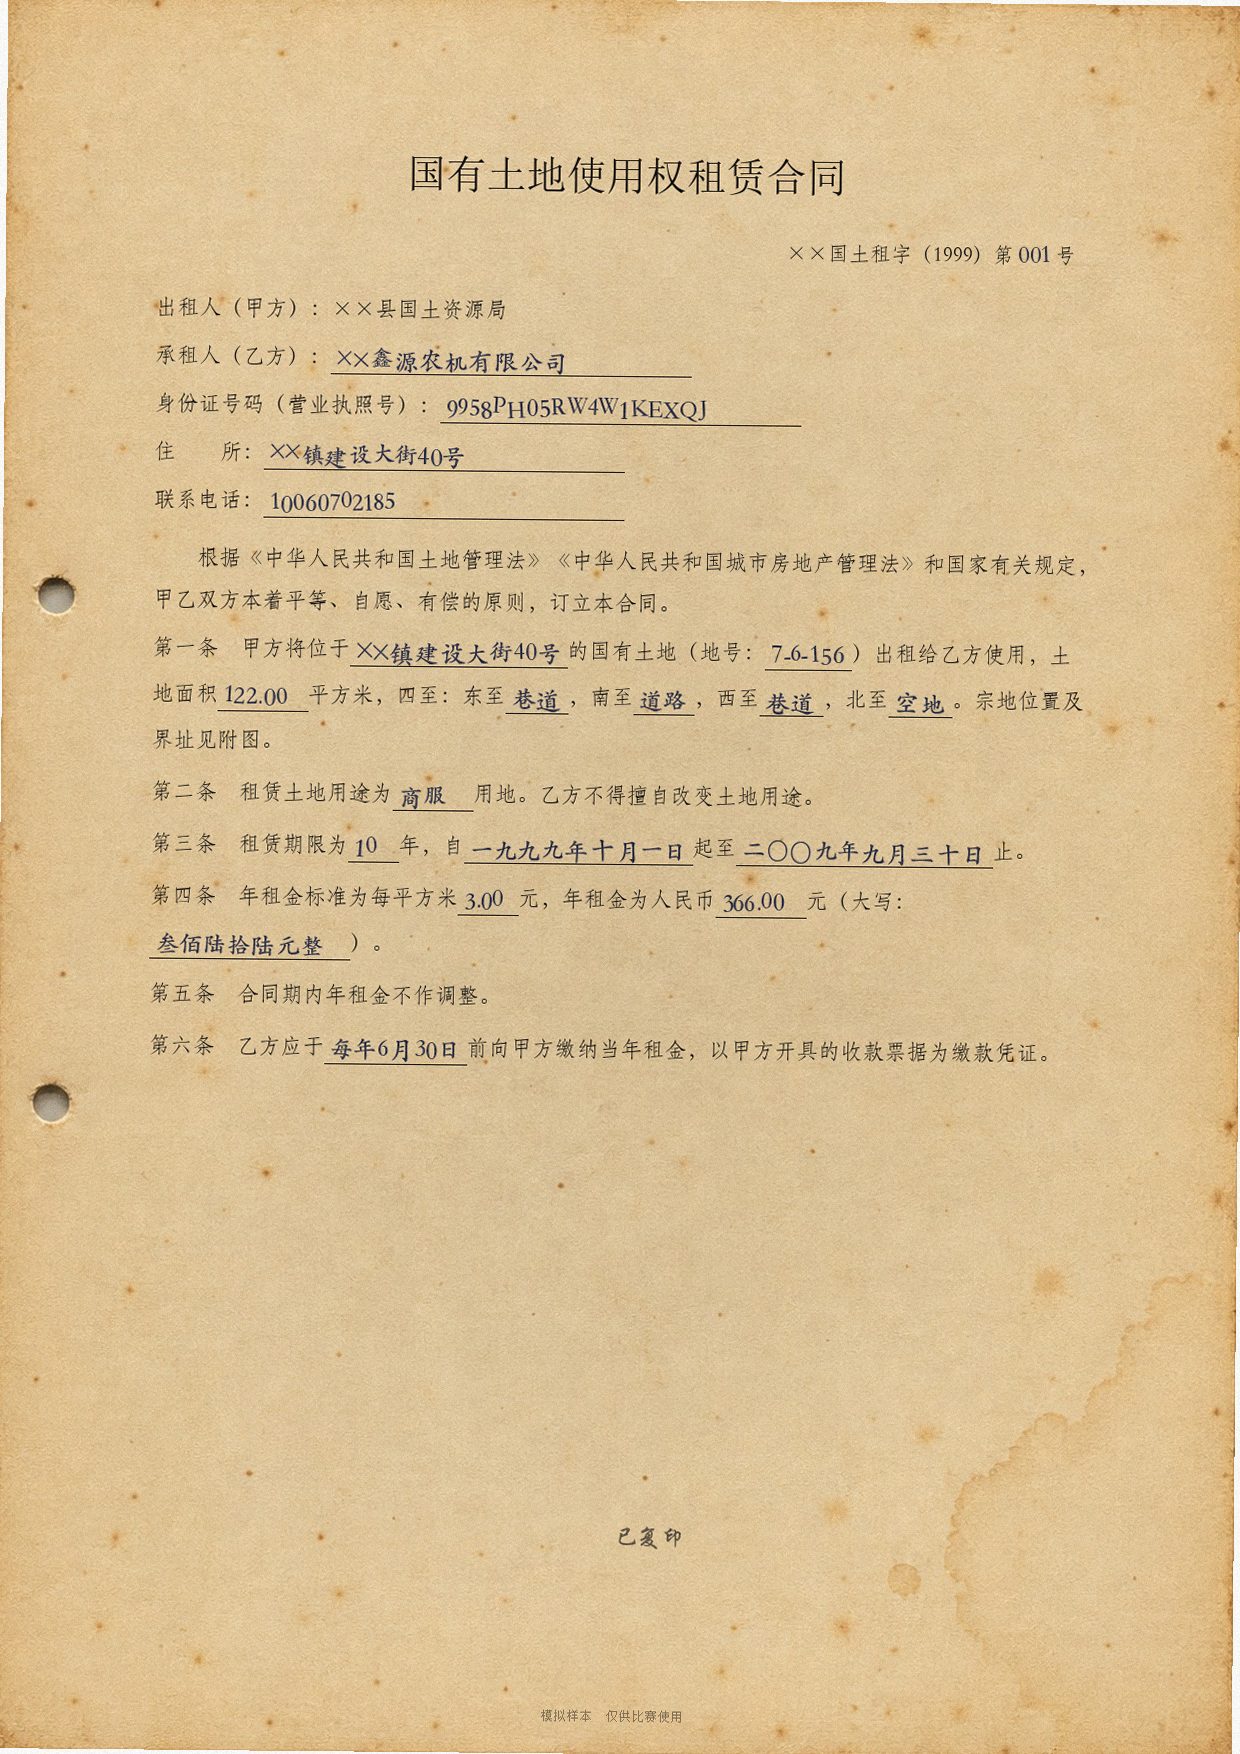 国有土地使用权租赁合同
××国土租字（1999）第 001 号
出租人（甲方）：××县国土资源局
承租人（乙方）：××鑫源农机有限公司
身份证号码（营业执照号）：9958PH05RW4W1KEXQJ
住　　所：××镇建设大街40号
联系电话：10060702185
根据《中华人民共和国土地管理法》《中华人民共和国城市房地产管理法》和国家有关规定，
甲乙双方本着平等、自愿、有偿的原则，订立本合同。
第一条　甲方将位于××镇建设大街40号的国有土地（地号：7-6-156）出租给乙方使用，土
地面积122.00平方米，四至：东至巷道，南至道路，西至巷道，北至空地。宗地位置及
界址见附图。
第二条　租赁土地用途为商服用地。乙方不得擅自改变土地用途。
第三条　租赁期限为10年，自一九九九年十月一日起至二〇〇九年九月三十日止。
第四条　年租金标准为每平方米3.00元，年租金为人民币366.00元（大写：
叁佰陆拾陆元整）。
第五条　合同期内年租金不作调整。
第六条　乙方应于每年6月30日前向甲方缴纳当年租金，以甲方开具的收款票据为缴款凭证。
已复印
模拟样本　仅供比赛使用